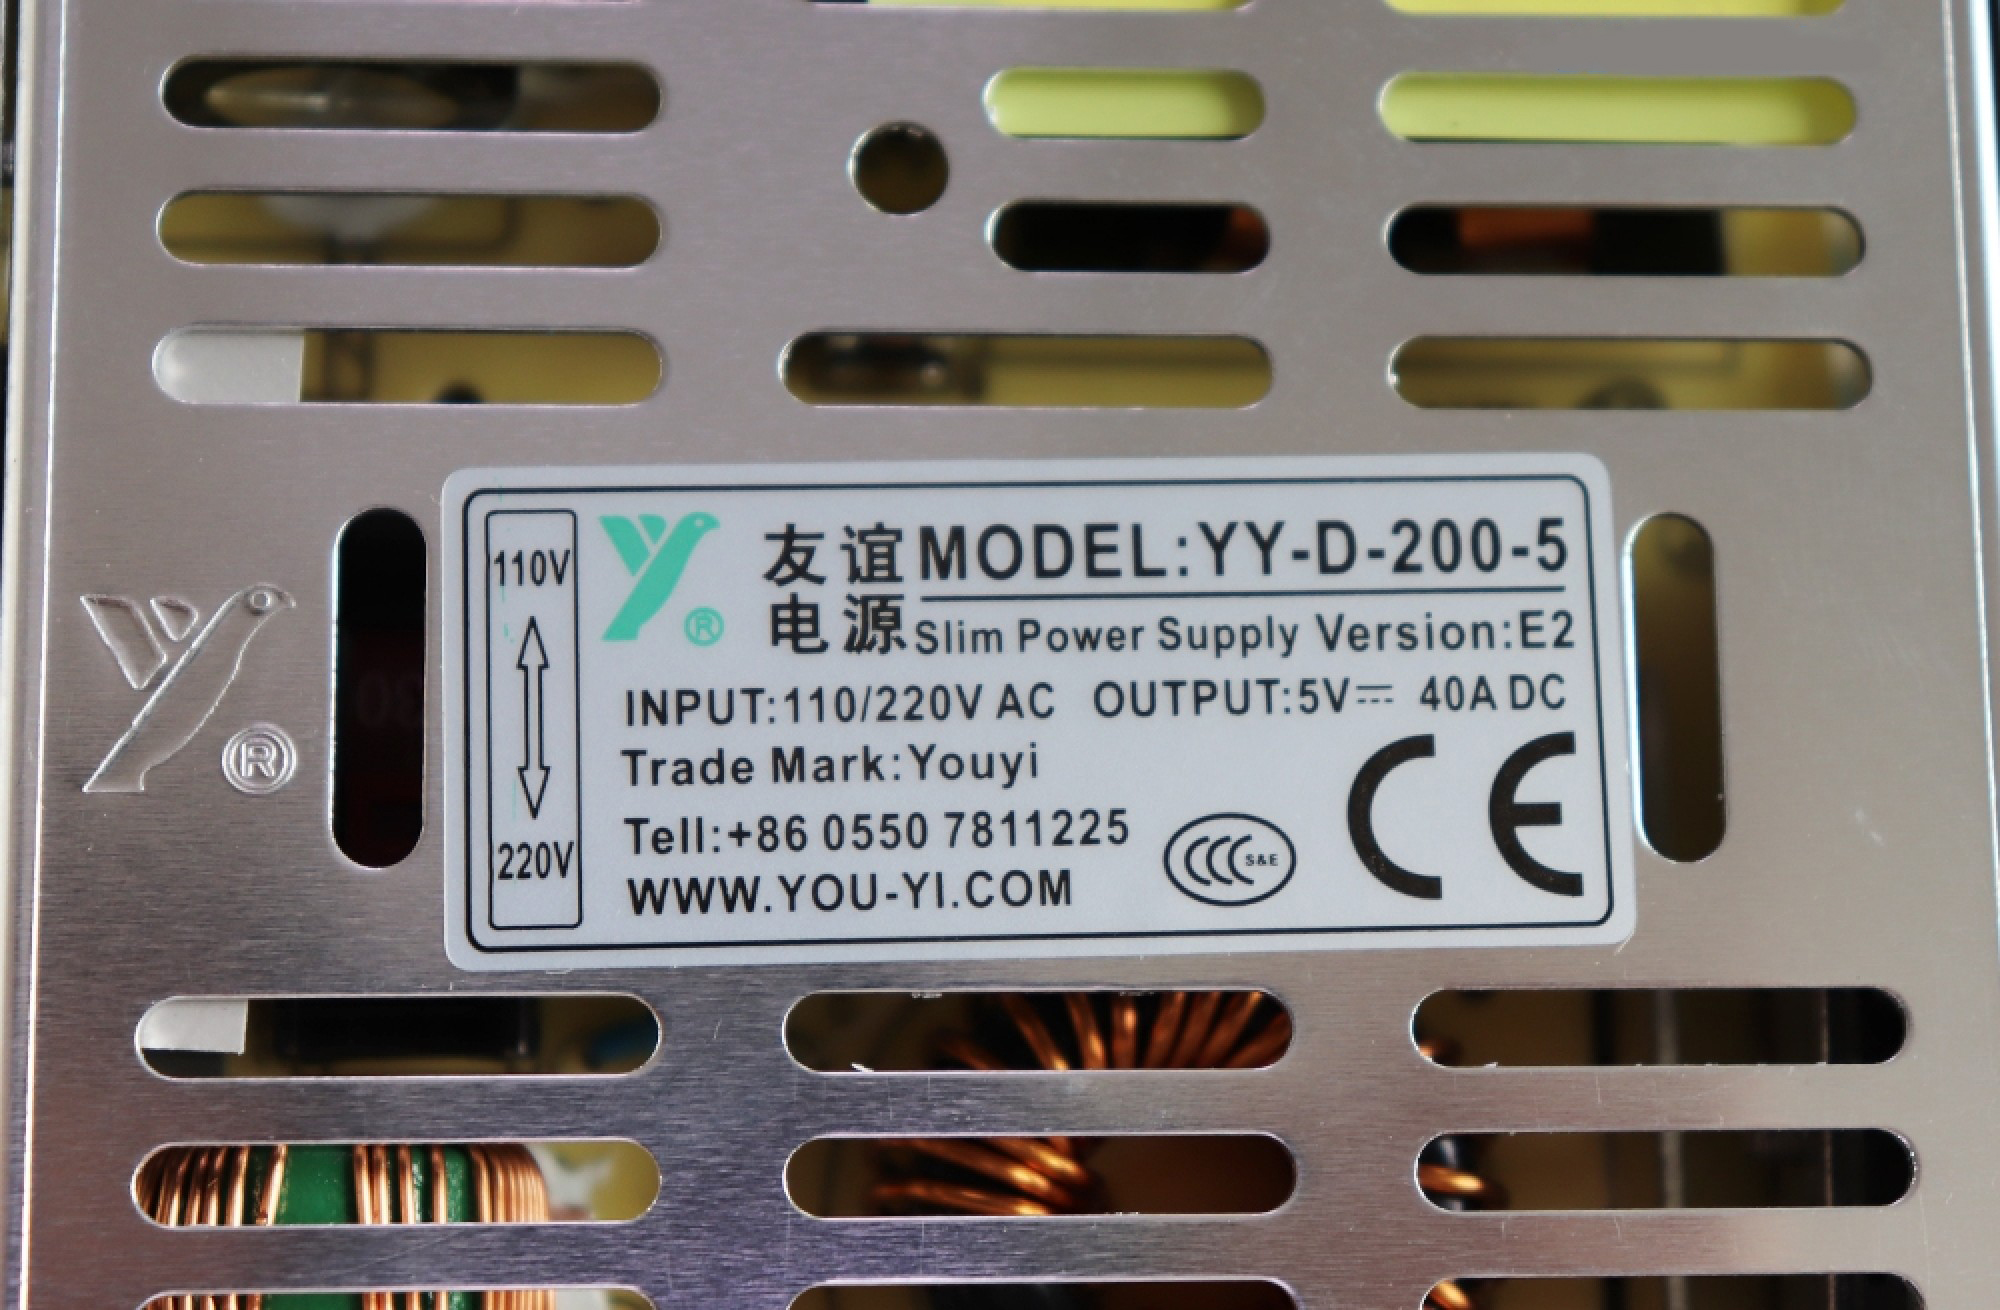 110V
220V
友谊
电源
®
MODEL:YY-D-200-5
Slim Power Supply Version:E2
INPUT:110/220V AC OUTPUT:5V⎓ 40A DC
Trade Mark:Youyi
Tell:+86 0550 7811225
WWW.YOU-YI.COM
CCC S&E
CE
®